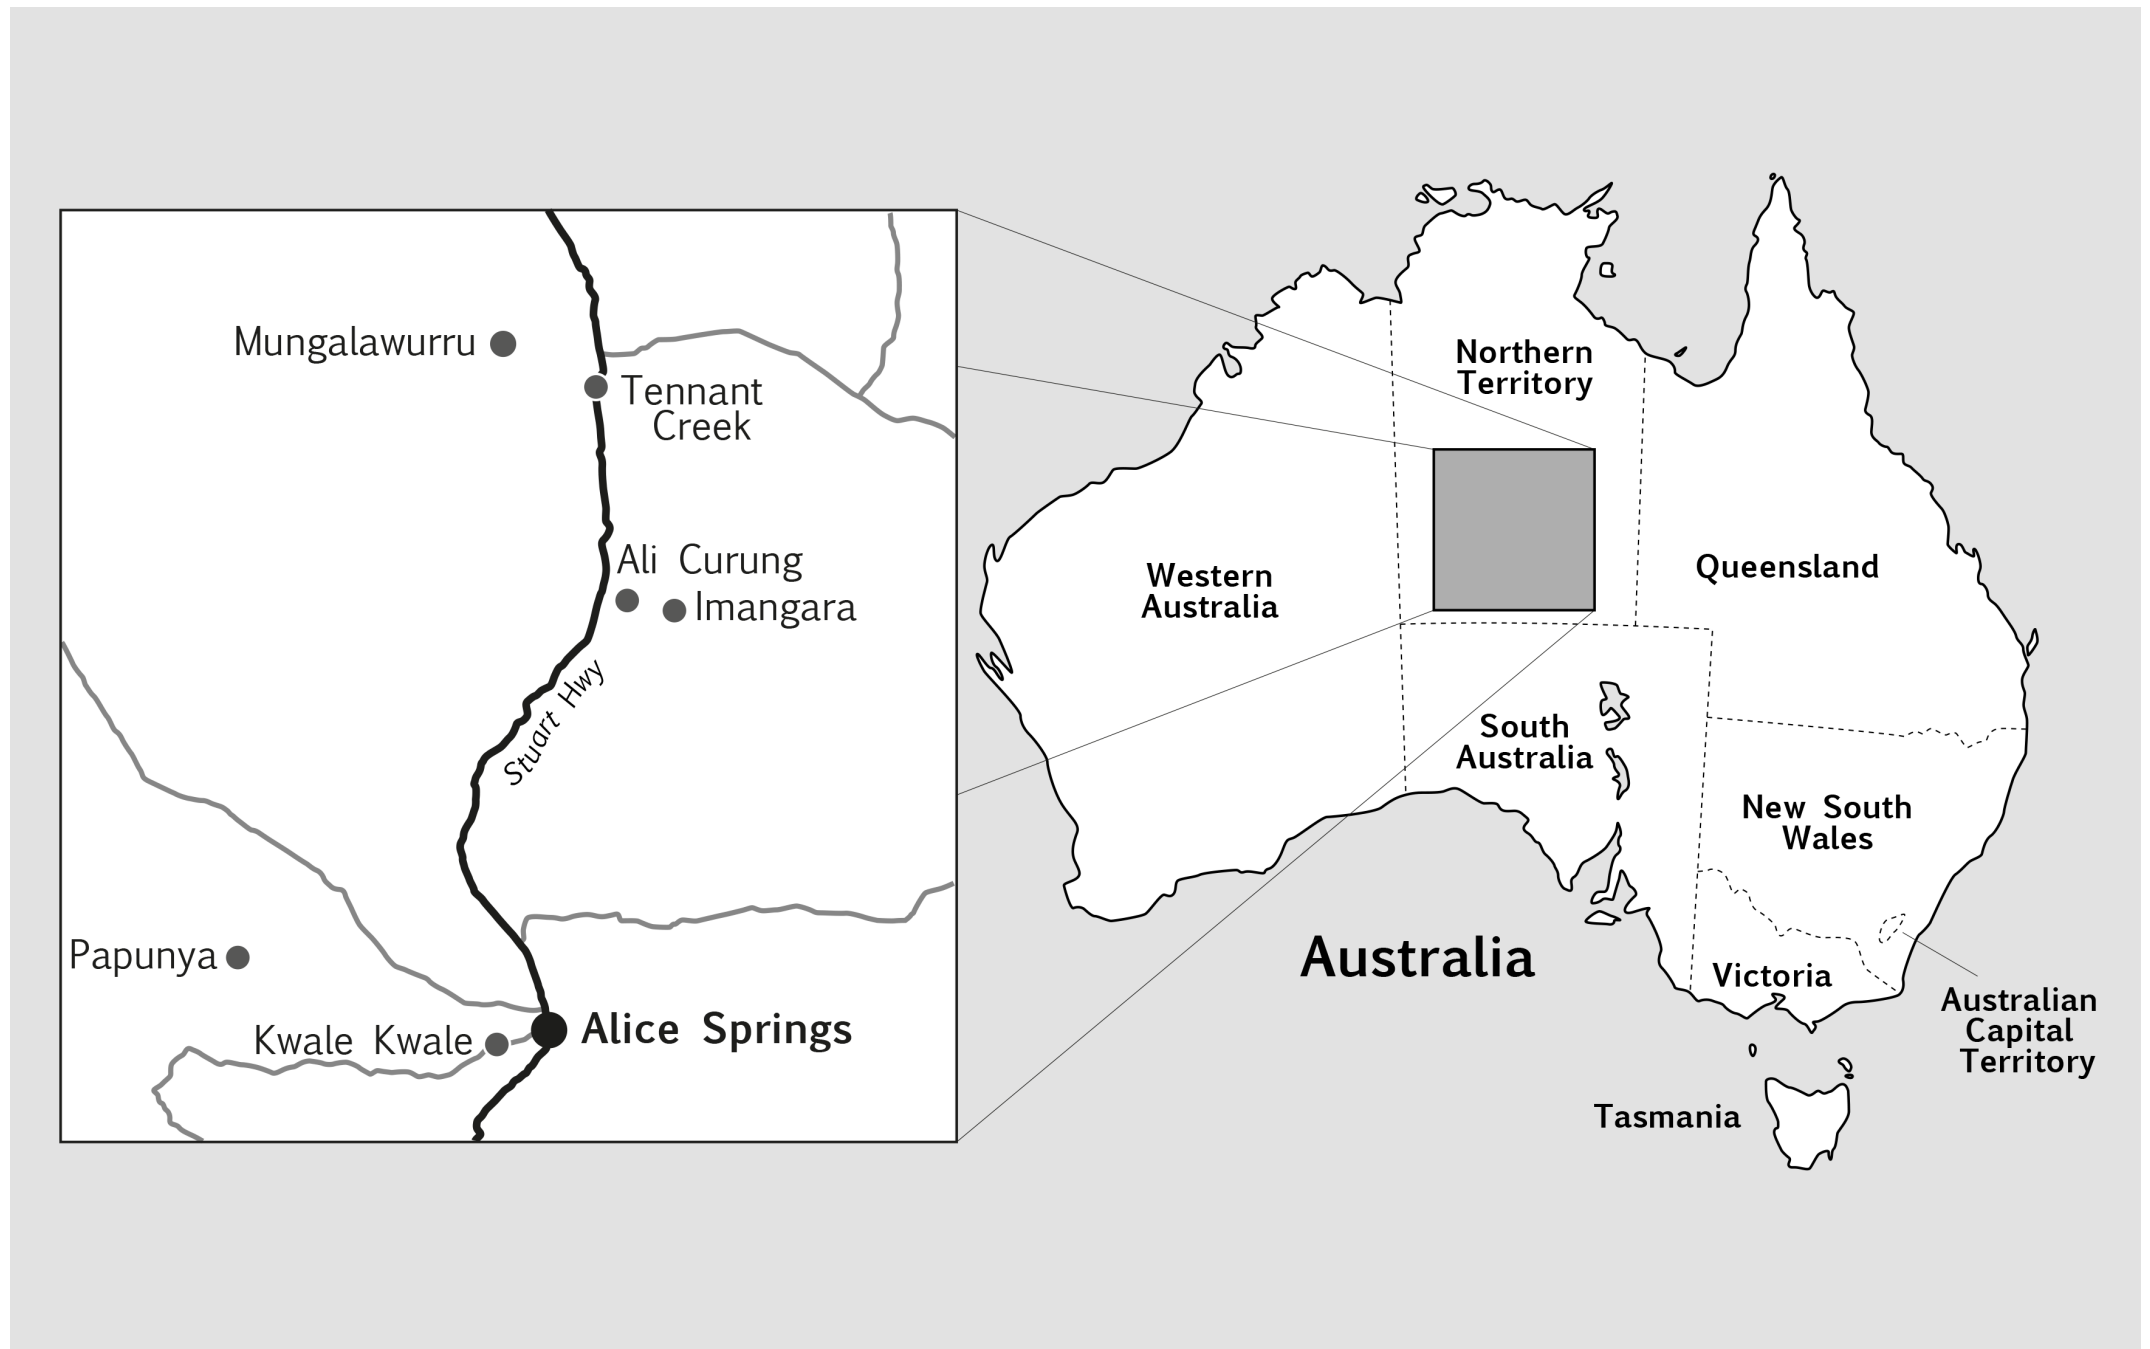 Mungalawurru
Tennant
Creek
Ali Curung
Imangara
Stuart Hwy
Papunya
Kwale Kwale
Alice Springs
Northern
Territory
Western
Australia
Queensland
South
Australia
New South
Wales
Victoria
Australia
Australian
Capital
Territory
Tasmania